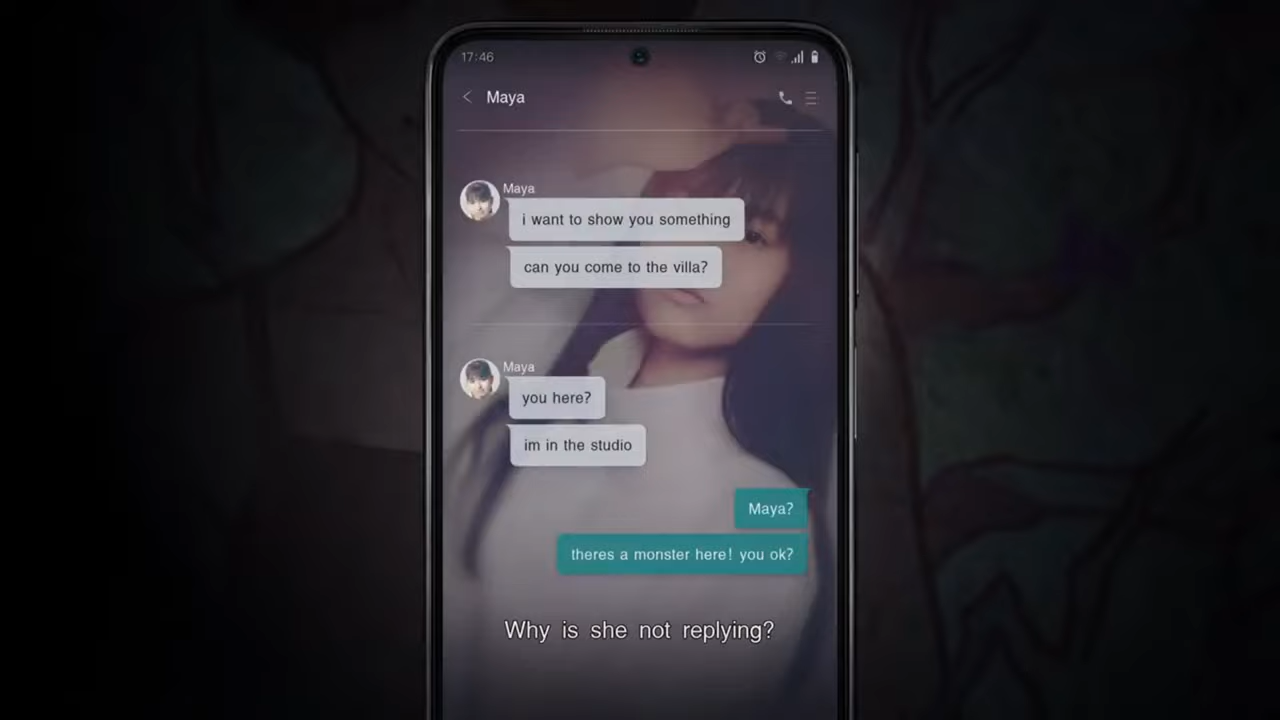 17:46
Maya
Maya
i want to show you something
can you come to the villa?
Maya
you here?
im in the studio
Maya?
theres a monster here! you ok?
Why is she not replying?